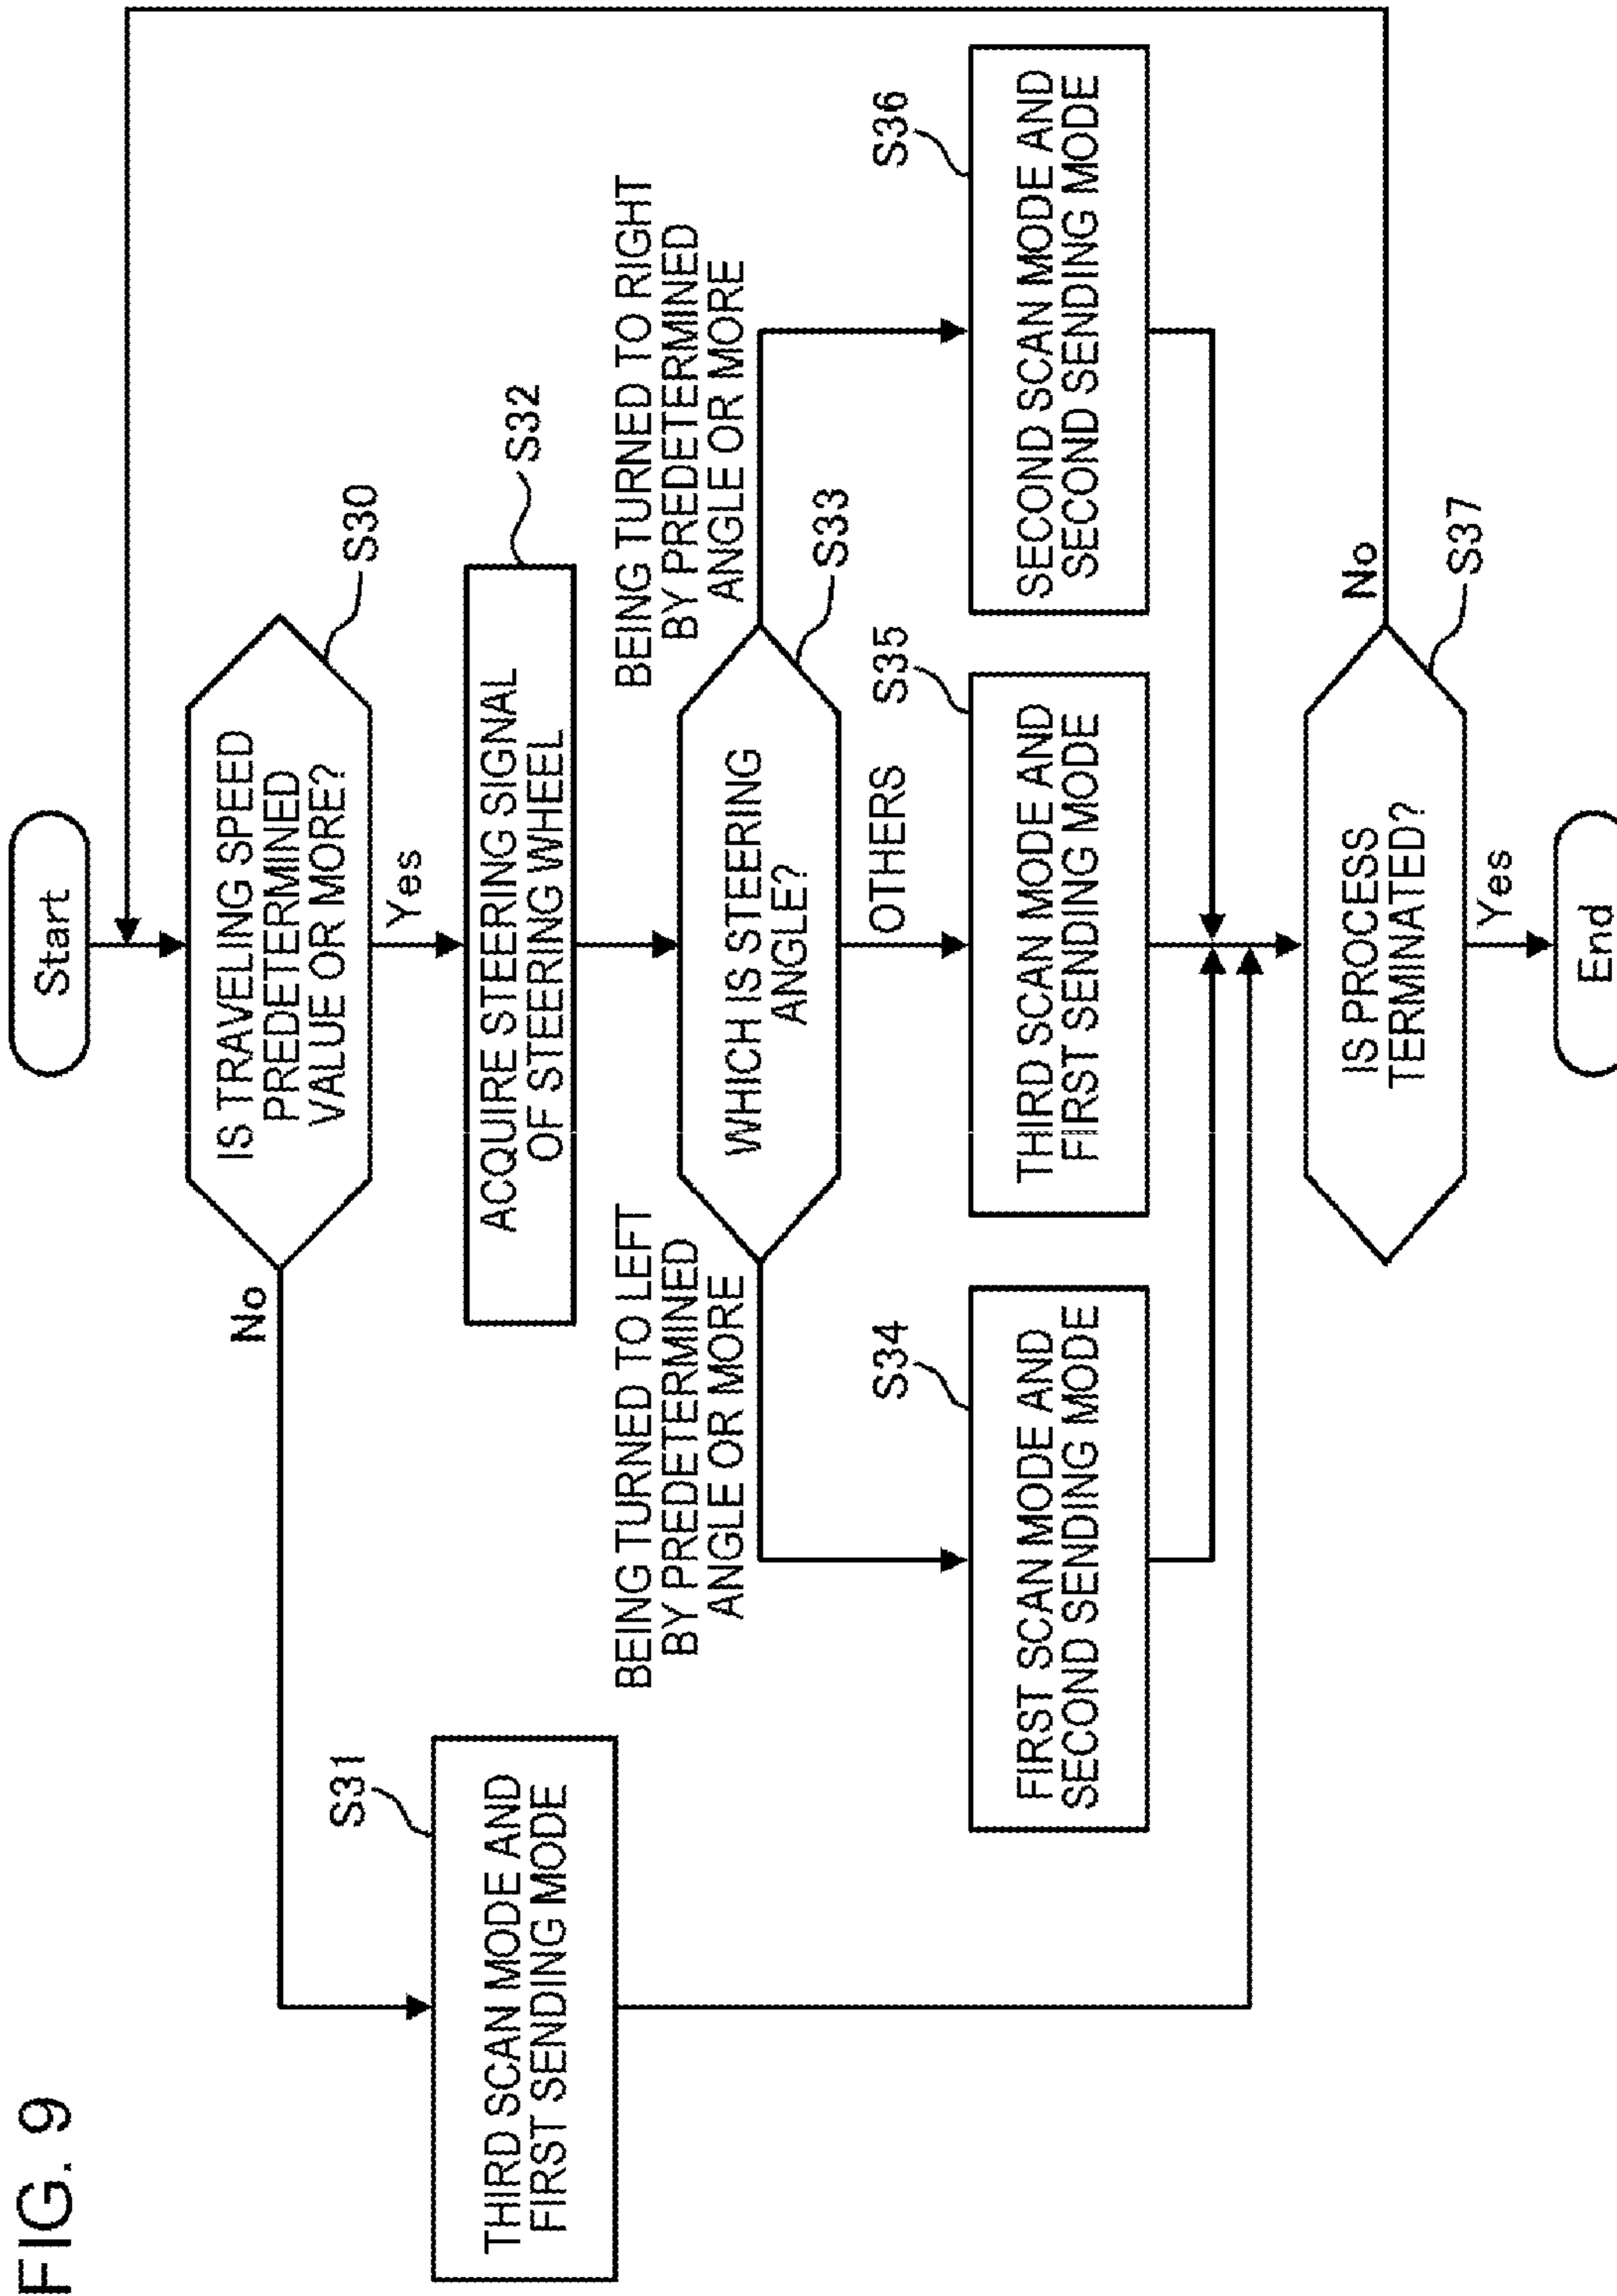 FIG. 9
Start
IS TRAVELING SPEED
PREDETERMINED
VALUE OR MORE?
S30
No
Yes
S31
THIRD SCAN MODE AND
FIRST SENDING MODE
ACQUIRE STEERING SIGNAL
OF STEERING WHEEL
S32
BEING TURNED TO LEFT
BY PREDETERMINED
ANGLE OR MORE
WHICH IS STEERING
ANGLE?
S33
BEING TURNED TO RIGHT
BY PREDETERMINED
ANGLE OR MORE
OTHERS
S34
FIRST SCAN MODE AND
SECOND SENDING MODE
S35
THIRD SCAN MODE AND
FIRST SENDING MODE
S36
SECOND SCAN MODE AND
SECOND SENDING MODE
IS PROCESS
TERMINATED?
No
S37
Yes
End